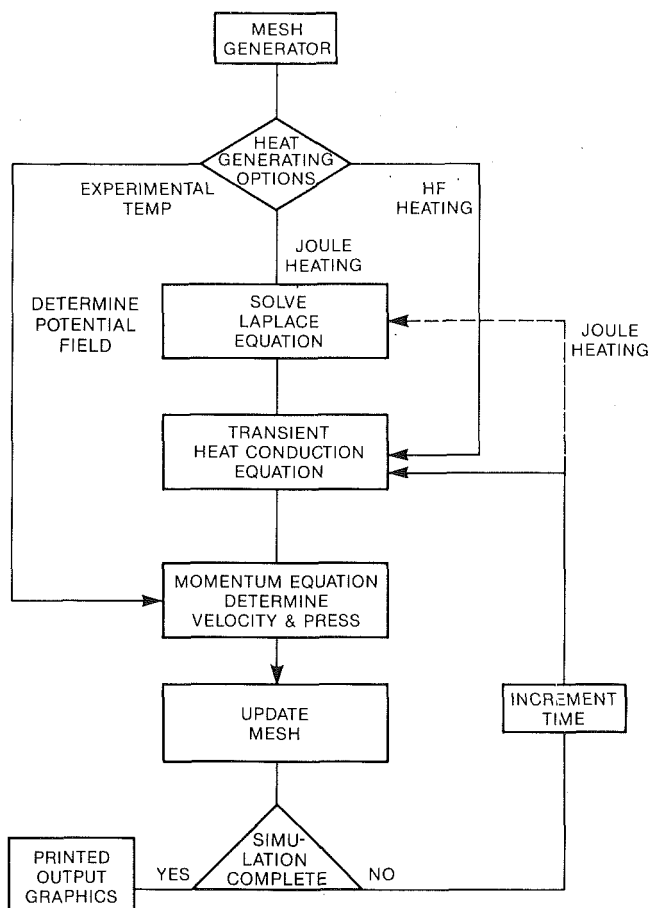 MESH
GENERATOR
HEAT
GENERATING
OPTIONS
EXPERIMENTAL
TEMP
HF
HEATING
JOULE
HEATING
DETERMINE
POTENTIAL
FIELD
SOLVE
LAPLACE
EQUATION
JOULE
HEATING
TRANSIENT
HEAT CONDUCTION
EQUATION
MOMENTUM EQUATION
DETERMINE
VELOCITY & PRESS
UPDATE
MESH
INCREMENT
TIME
SIMU-
LATION
COMPLETE
YES
NO
PRINTED
OUTPUT
GRAPHICS